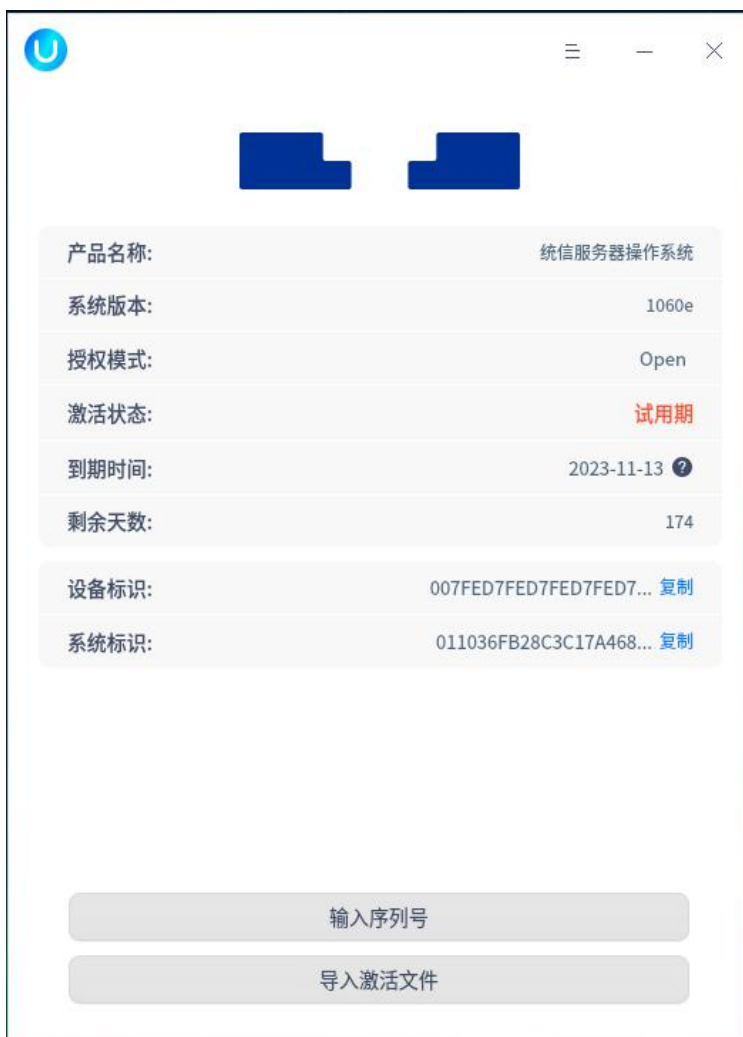 产品名称: 统信服务器操作系统
系统版本: 1060e
授权模式: Open
激活状态: 试用期
到期时间: 2023-11-13
剩余天数: 174
设备标识: 007FED7FED7FED7FED7... 复制
系统标识: 011036FB28C3C17A468... 复制
输入序列号
导入激活文件